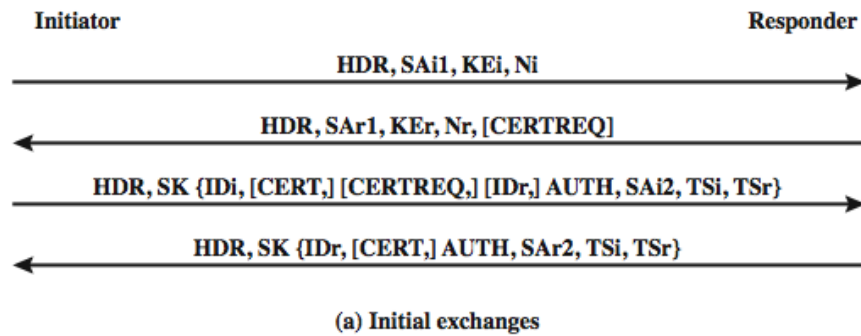 Initiator Responder
HDR, SAi1, KEi, Ni
HDR, SAr1, KEr, Nr, [CERTREQ]
HDR, SK {IDi, [CERT,] [CERTREQ,] [IDr,] AUTH, SAi2, TSi, TSr}
HDR, SK {IDr, [CERT,] AUTH, SAr2, TSi, TSr}
(a) Initial exchanges